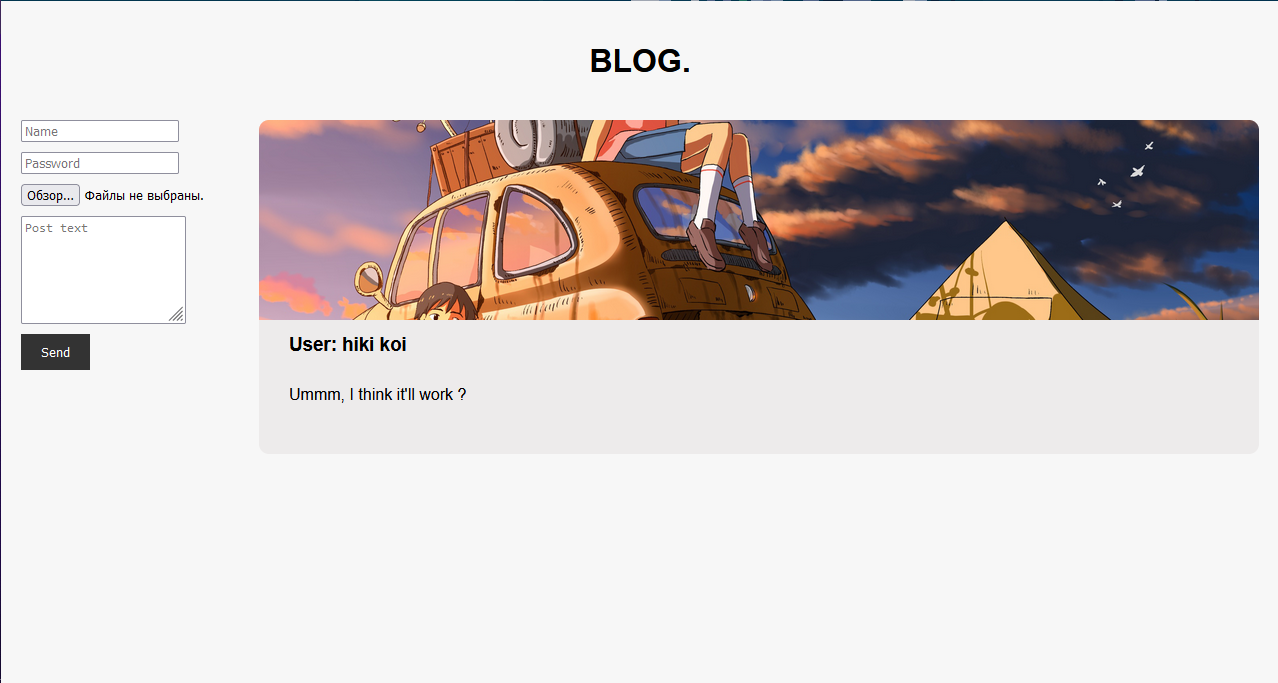 BLOG.
Name
Password
Обзор... Файлы не выбраны.
Post text
Send
User: hiki koi
Ummm, I think it'll work ?